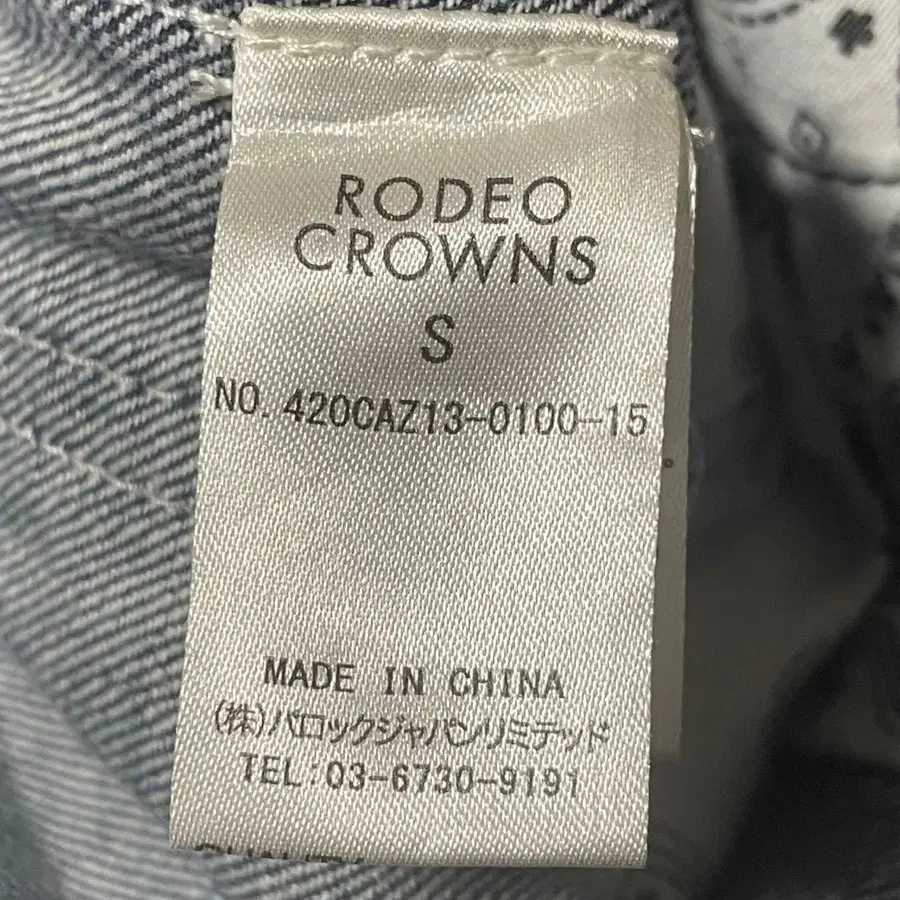 RODEO
CROWNS
S
NO. 420CAZ13-0100-15
MADE IN CHINA
(株)バロックジャパンリミテッド
TEL:03-6730-9191